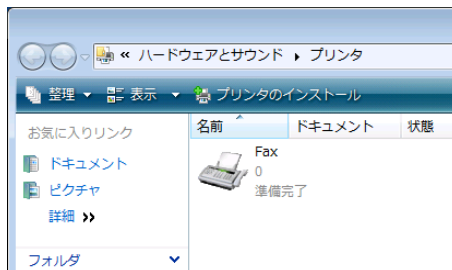 « ハードウェアとサウンド ▸ プリンタ
整理 ▼ 表示 ▼ プリンタのインストール
お気に入りリンク
ドキュメント
ピクチャ
詳細 »
フォルダ
名前 ドキュメント 状態
Fax
0
準備完了